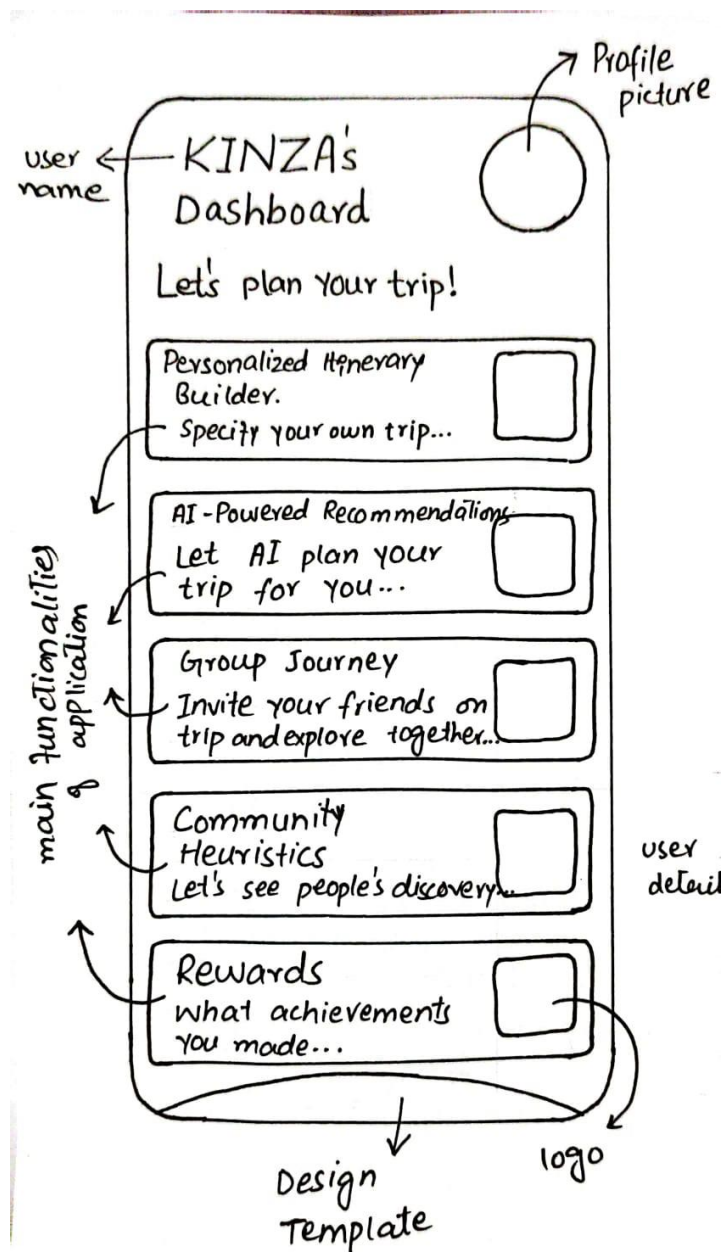 Profile
picture
user
name
KINZA's
Dashboard
Let's plan your trip!
Personalized Itinerary
Builder.
Specify your own trip...
AI-Powered Recommendations
Let AI plan your
trip for you...
Group Journey
Invite your friends on
trip and explore together...
Community
Heuristics
Let's see people's discovery...
Rewards
What achievements
you made...
main functionalities
of application
user
detail
logo
Design
Template